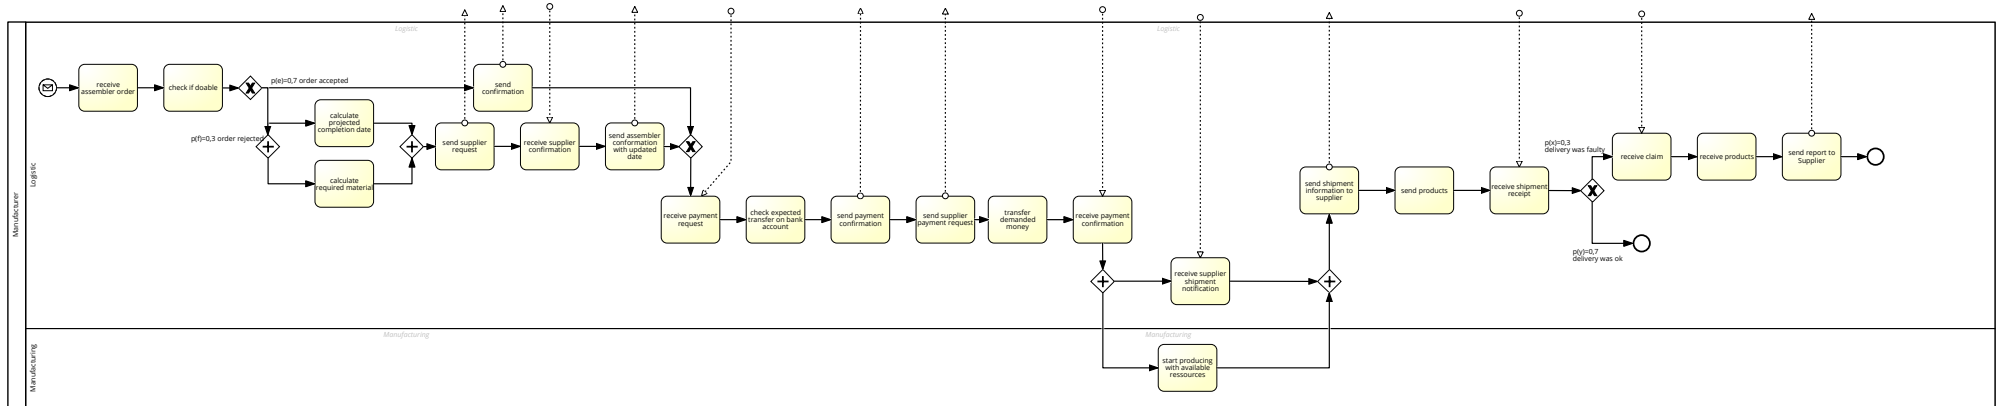 Manufacturer
Logistic
Logistic
Logistic
receive
assembler order
check if doable
p(e)=0,7 order accepted
p(f)=0,3 order rejected
calculate
projected
completion date
calculate
required material
send supplier
request
send
confirmation
receive supplier
confirmation
send assembler
conformation
with updated
date
receive payment
request
check expected
transfer on bank
account
send payment
confirmation
send supplier
payment request
transfer
demanded
money
receive payment
confirmation
receive supplier
shipment
notification
send shipment
information to
supplier
send products
receive shipment
receipt
p(x)=0,3
delivery was faulty
p(y)=0,7
delivery was ok
receive claim
receive products
send report to
Supplier
Manufacturing
Manufacturing
Manufacturing
start producing
with available
ressources